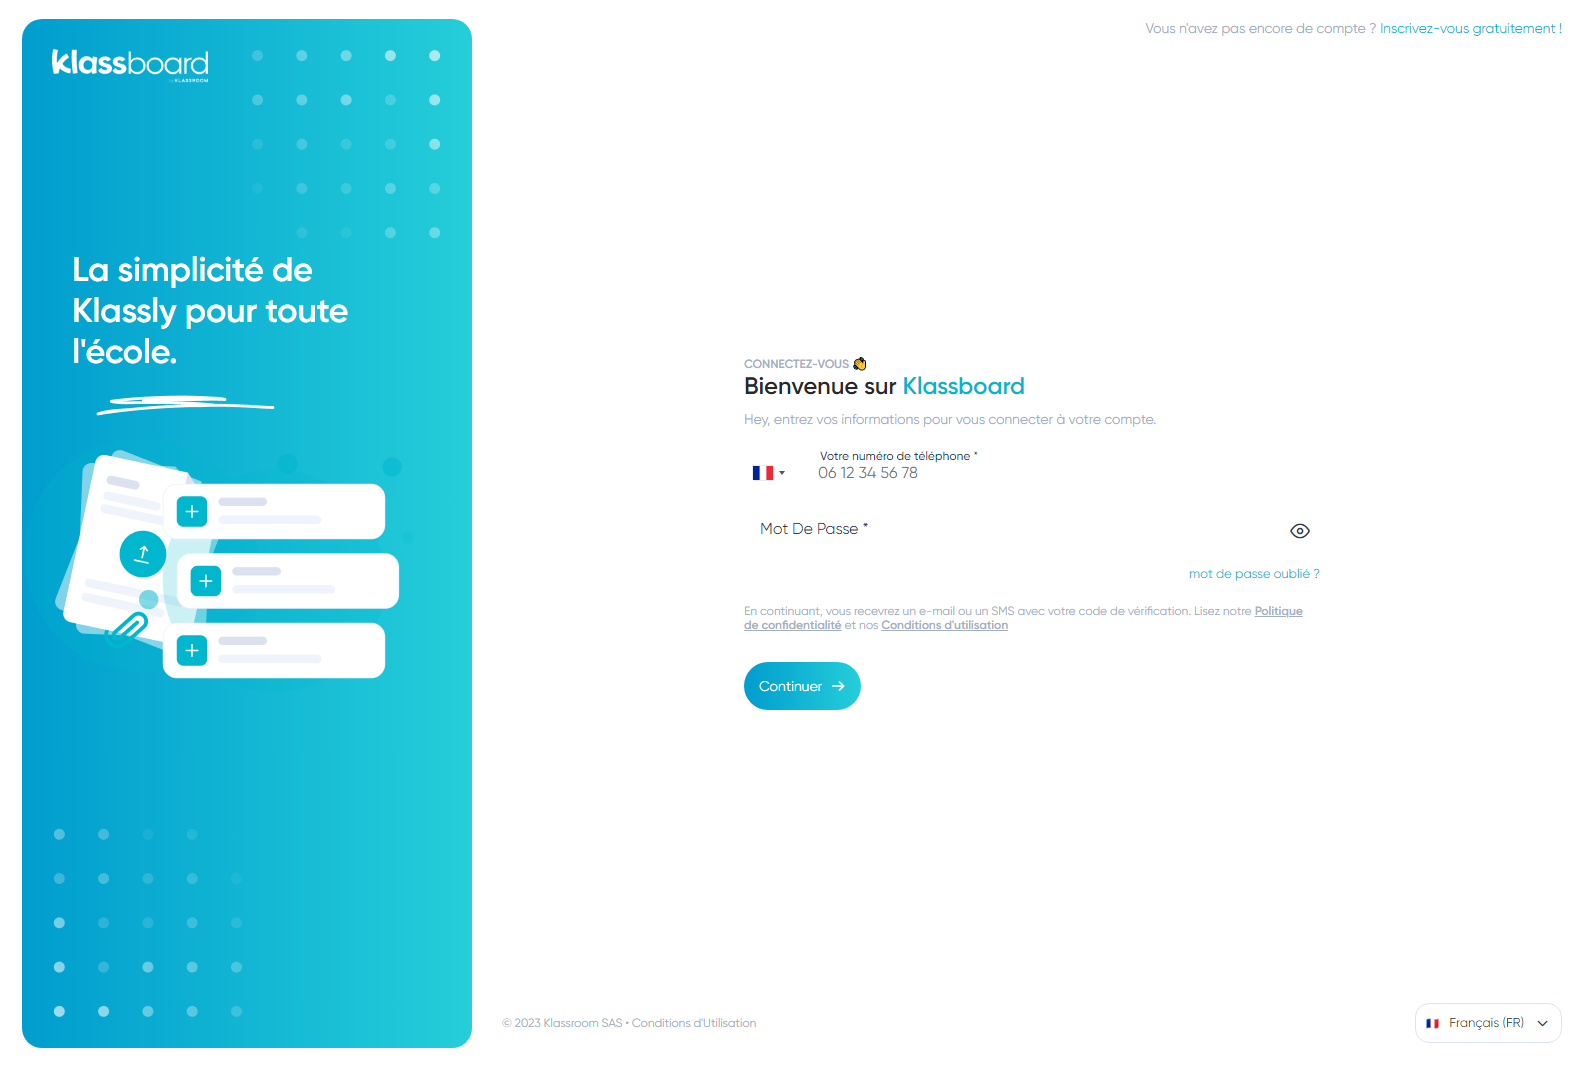 klassboard
KLASSROOM
Vous n'avez pas encore de compte ? Inscrivez-vous gratuitement !
La simplicité de
Klassly pour toute
l'école.
CONNECTEZ-VOUS 👏
Bienvenue sur Klassboard
Hey, entrez vos informations pour vous connecter à votre compte.
Votre numéro de téléphone *
06 12 34 56 78
Mot De Passe *
mot de passe oublié ?
En continuant, vous recevrez un e-mail ou un SMS avec votre code de vérification. Lisez notre Politique
de confidentialité et nos Conditions d'utilisation
Continuer →
© 2023 Klassroom SAS • Conditions d'Utilisation
Français (FR)